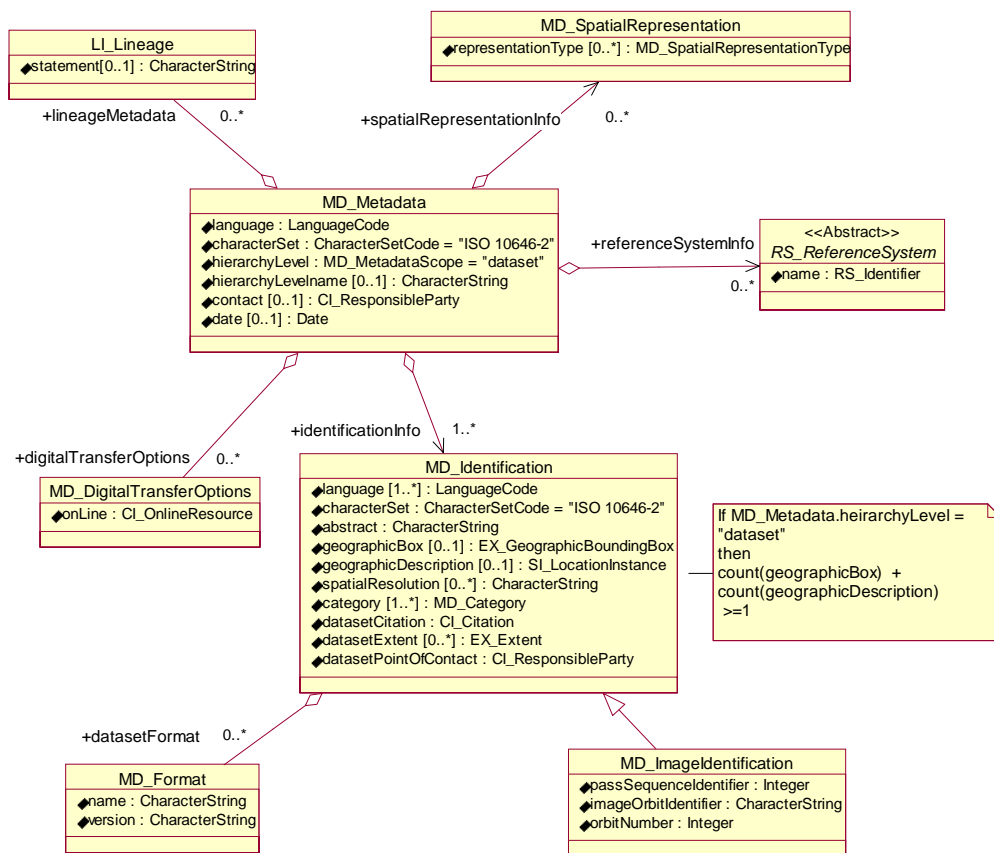 LI_Lineage
statement[0..1] : CharacterString
MD_SpatialRepresentation
representationType [0..*] : MD_SpatialRepresentationType
+lineageMetadata
0..*
+spatialRepresentationInfo
0..*
MD_Metadata
language : LanguageCode
characterSet : CharacterSetCode = "ISO 10646-2"
hierarchyLevel : MD_MetadataScope = "dataset"
hierarchyLevelname [0..1] : CharacterString
contact [0..1] : CI_ResponsibleParty
date [0..1] : Date
+referenceSystemInfo
0..*
<<Abstract>>
RS_ReferenceSystem
name : RS_Identifier
+digitalTransferOptions
0..*
+identificationInfo
1..*
MD_DigitalTransferOptions
onLine : CI_OnlineResource
MD_Identification
language [1..*] : LanguageCode
characterSet : CharacterSetCode = "ISO 10646-2"
abstract : CharacterString
geographicBox [0..1] : EX_GeographicBoundingBox
geographicDescription [0..1] : SI_LocationInstance
spatialResolution [0..*] : CharacterString
category [1..*] : MD_Category
datasetCitation : CI_Citation
datasetExtent [0..*] : EX_Extent
datasetPointOfContact : CI_ResponsibleParty
If MD_Metadata.heirarchyLevel =
"dataset"
then
count(geographicBox) +
count(geographicDescription)
>=1
+datasetFormat
0..*
MD_Format
name : CharacterString
version : CharacterString
MD_ImageIdentification
passSequenceIdentifier : Integer
imageOrbitIdentifier : CharacterString
orbitNumber : Integer